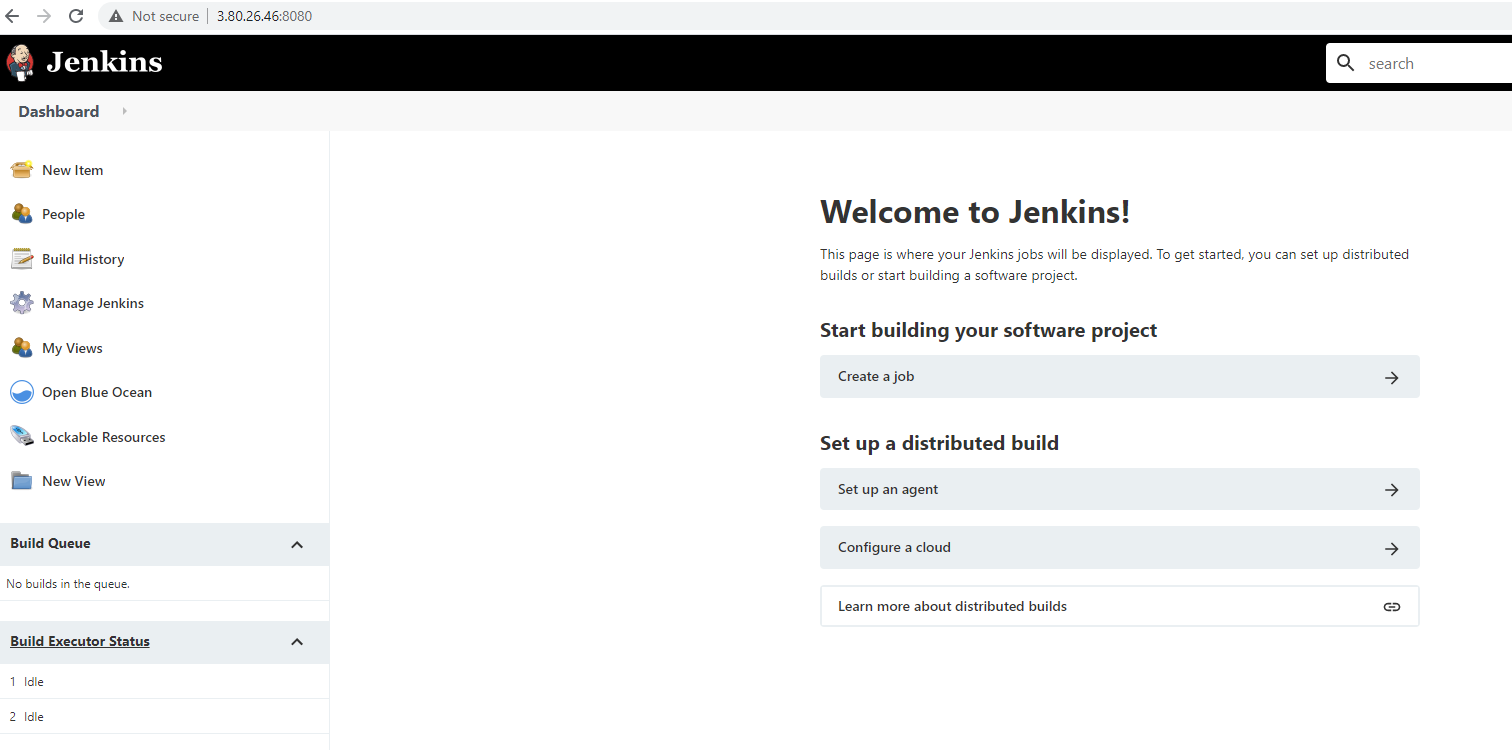 Not secure | 3.80.26.46:8080
Jenkins
search
Dashboard
New Item
People
Build History
Manage Jenkins
My Views
Open Blue Ocean
Lockable Resources
New View
Build Queue
No builds in the queue.
Build Executor Status
1 Idle
2 Idle
Welcome to Jenkins!
This page is where your Jenkins jobs will be displayed. To get started, you can set up distributed
builds or start building a software project.
Start building your software project
Create a job
Set up a distributed build
Set up an agent
Configure a cloud
Learn more about distributed builds